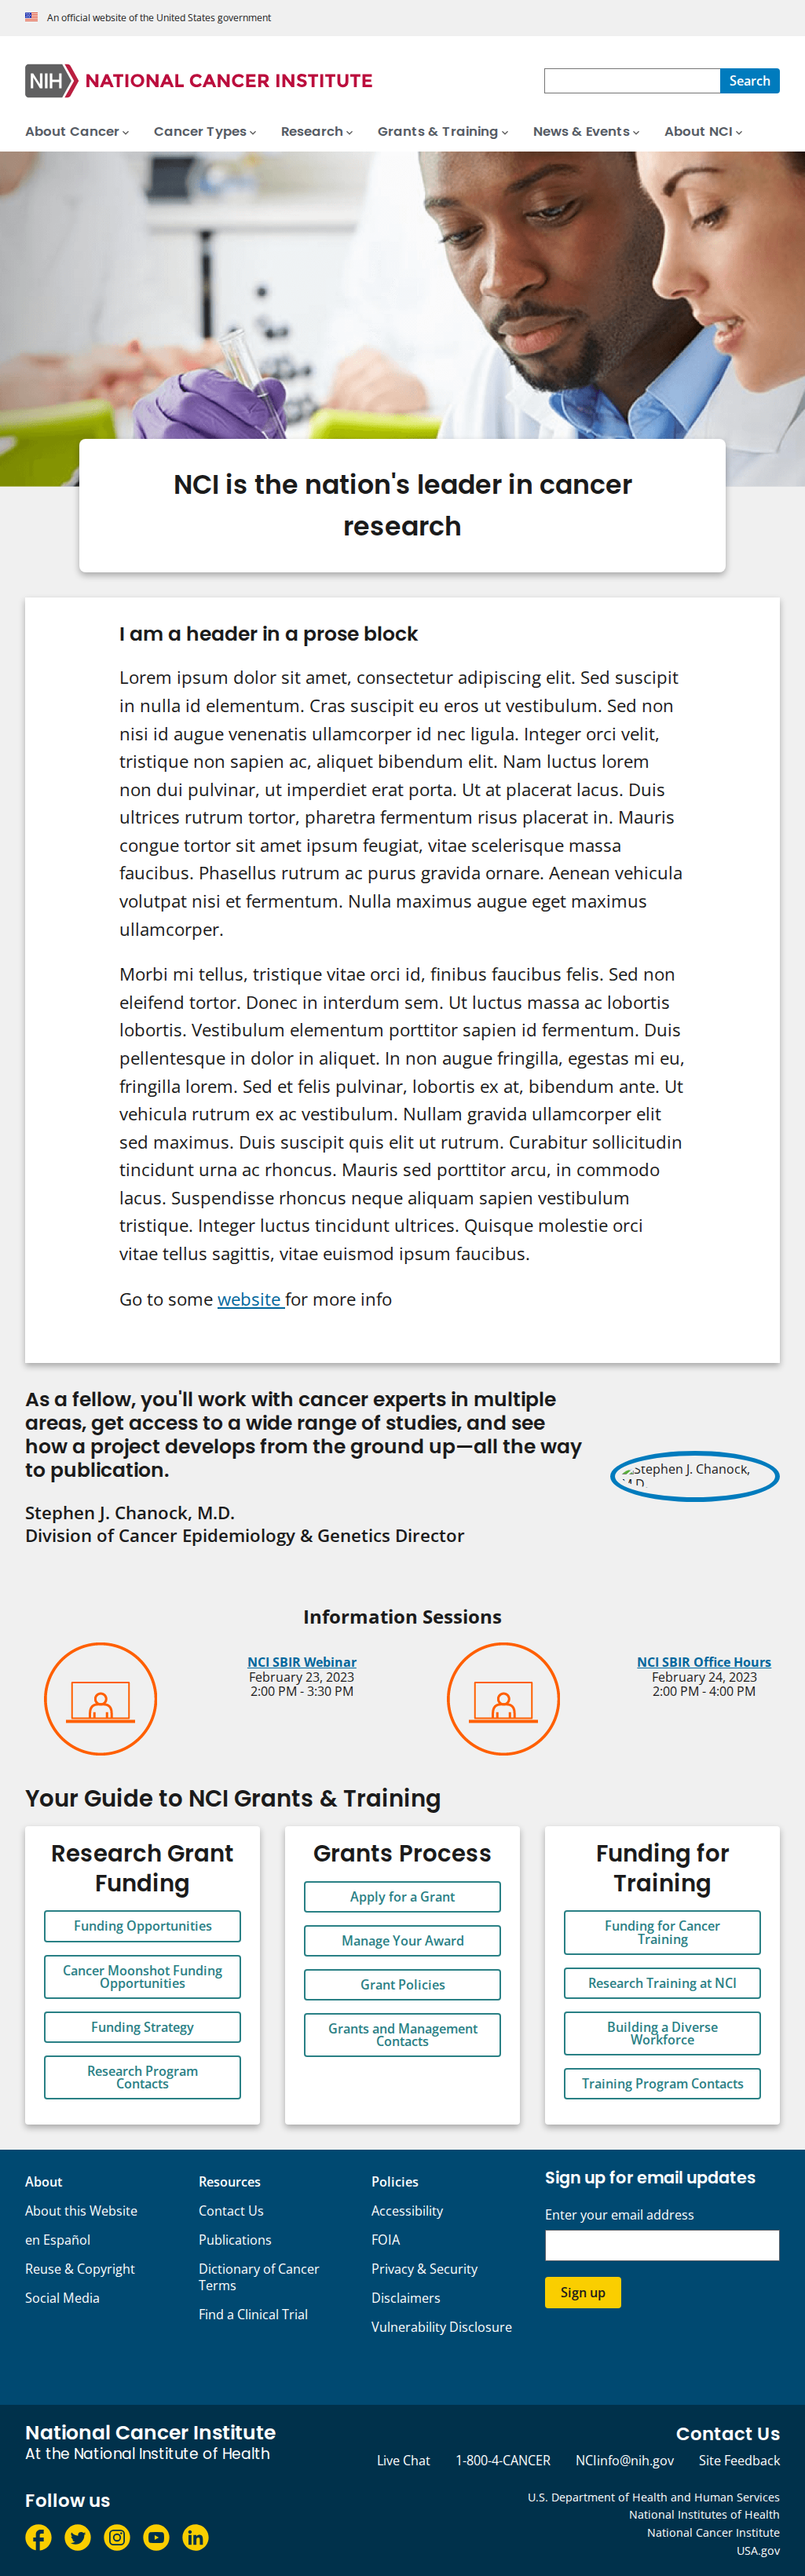 An official website of the United States government
NIH NATIONAL CANCER INSTITUTE
Search
About Cancer
Cancer Types
Research
Grants & Training
News & Events
About NCI
NCI is the nation's leader in cancer
research
I am a header in a prose block
Lorem ipsum dolor sit amet, consectetur adipiscing elit. Sed suscipit
in nulla id elementum. Cras suscipit eu eros ut vestibulum. Sed non
nisi id augue venenatis ullamcorper id nec ligula. Integer orci velit,
tristique non sapien ac, aliquet bibendum elit. Nam luctus lorem
non dui pulvinar, ut imperdiet erat porta. Ut at placerat lacus. Duis
ultrices rutrum tortor, pharetra fermentum risus placerat in. Mauris
congue tortor sit amet ipsum feugiat, vitae scelerisque massa
faucibus. Phasellus rutrum ac purus gravida ornare. Aenean vehicula
volutpat nisi et fermentum. Nulla maximus augue eget maximus
ullamcorper.
Morbi mi tellus, tristique vitae orci id, finibus faucibus felis. Sed non
eleifend tortor. Donec in interdum sem. Ut luctus massa ac lobortis
lobortis. Vestibulum elementum porttitor sapien id fermentum. Duis
pellentesque in dolor in aliquet. In non augue fringilla, egestas mi eu,
fringilla lorem. Sed et felis pulvinar, lobortis ex at, bibendum ante. Ut
vehicula rutrum ex ac vestibulum. Nullam gravida ullamcorper elit
sed maximus. Duis suscipit quis elit ut rutrum. Curabitur sollicitudin
tincidunt urna ac rhoncus. Mauris sed porttitor arcu, in commodo
lacus. Suspendisse rhoncus neque aliquam sapien vestibulum
tristique. Integer luctus tincidunt ultrices. Quisque molestie orci
vitae tellus sagittis, vitae euismod ipsum faucibus.
Go to some website for more info
As a fellow, you'll work with cancer experts in multiple
areas, get access to a wide range of studies, and see
how a project develops from the ground up—all the way
to publication.
Stephen J. Chanock, M.D.
Division of Cancer Epidemiology & Genetics Director
Stephen J. Chanock,
M.D.
Information Sessions
NCI SBIR Webinar
February 23, 2023
2:00 PM - 3:30 PM
NCI SBIR Office Hours
February 24, 2023
2:00 PM - 4:00 PM
Your Guide to NCI Grants & Training
Research Grant
Funding
Funding Opportunities
Cancer Moonshot Funding
Opportunities
Funding Strategy
Research Program
Contacts
Grants Process
Apply for a Grant
Manage Your Award
Grant Policies
Grants and Management
Contacts
Funding for
Training
Funding for Cancer
Training
Research Training at NCI
Building a Diverse
Workforce
Training Program Contacts
About
About this Website
en Español
Reuse & Copyright
Social Media
Resources
Contact Us
Publications
Dictionary of Cancer
Terms
Find a Clinical Trial
Policies
Accessibility
FOIA
Privacy & Security
Disclaimers
Vulnerability Disclosure
Sign up for email updates
Enter your email address
Sign up
National Cancer Institute
At the National Institute of Health
Contact Us
Live Chat
1-800-4-CANCER
NCIinfo@nih.gov
Site Feedback
Follow us
U.S. Department of Health and Human Services
National Institutes of Health
National Cancer Institute
USA.gov